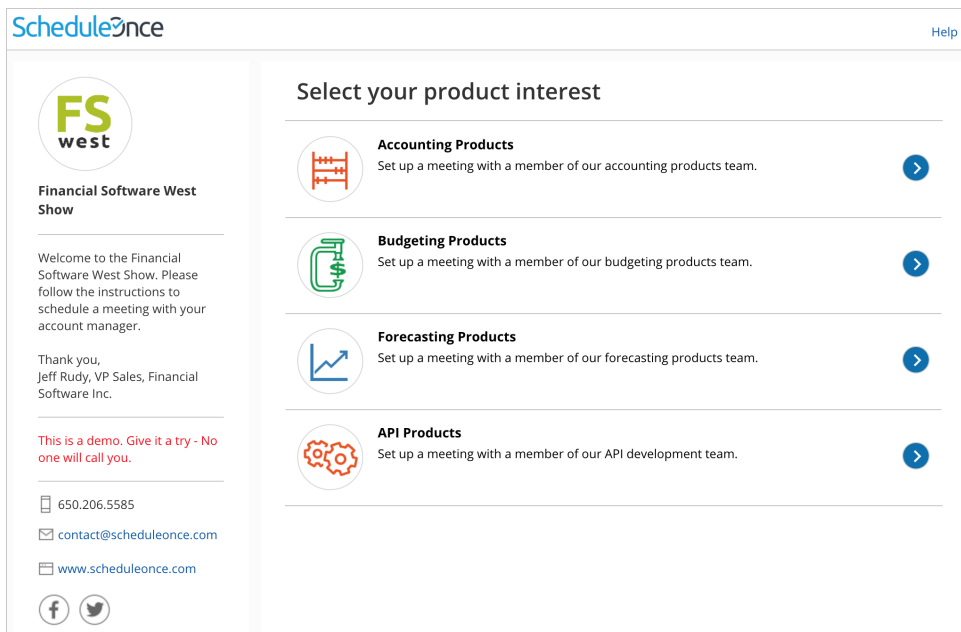 ScheduleOnce
Help
FS
west
Financial Software West
Show
Welcome to the Financial
Software West Show. Please
follow the instructions to
schedule a meeting with your
account manager.
Thank you,
Jeff Rudy, VP Sales, Financial
Software Inc.
This is a demo. Give it a try - No
one will call you.
650.206.5585
contact@scheduleonce.com
www.scheduleonce.com
Select your product interest
Accounting Products
Set up a meeting with a member of our accounting products team.
Budgeting Products
Set up a meeting with a member of our budgeting products team.
Forecasting Products
Set up a meeting with a member of our forecasting products team.
API Products
Set up a meeting with a member of our API development team.